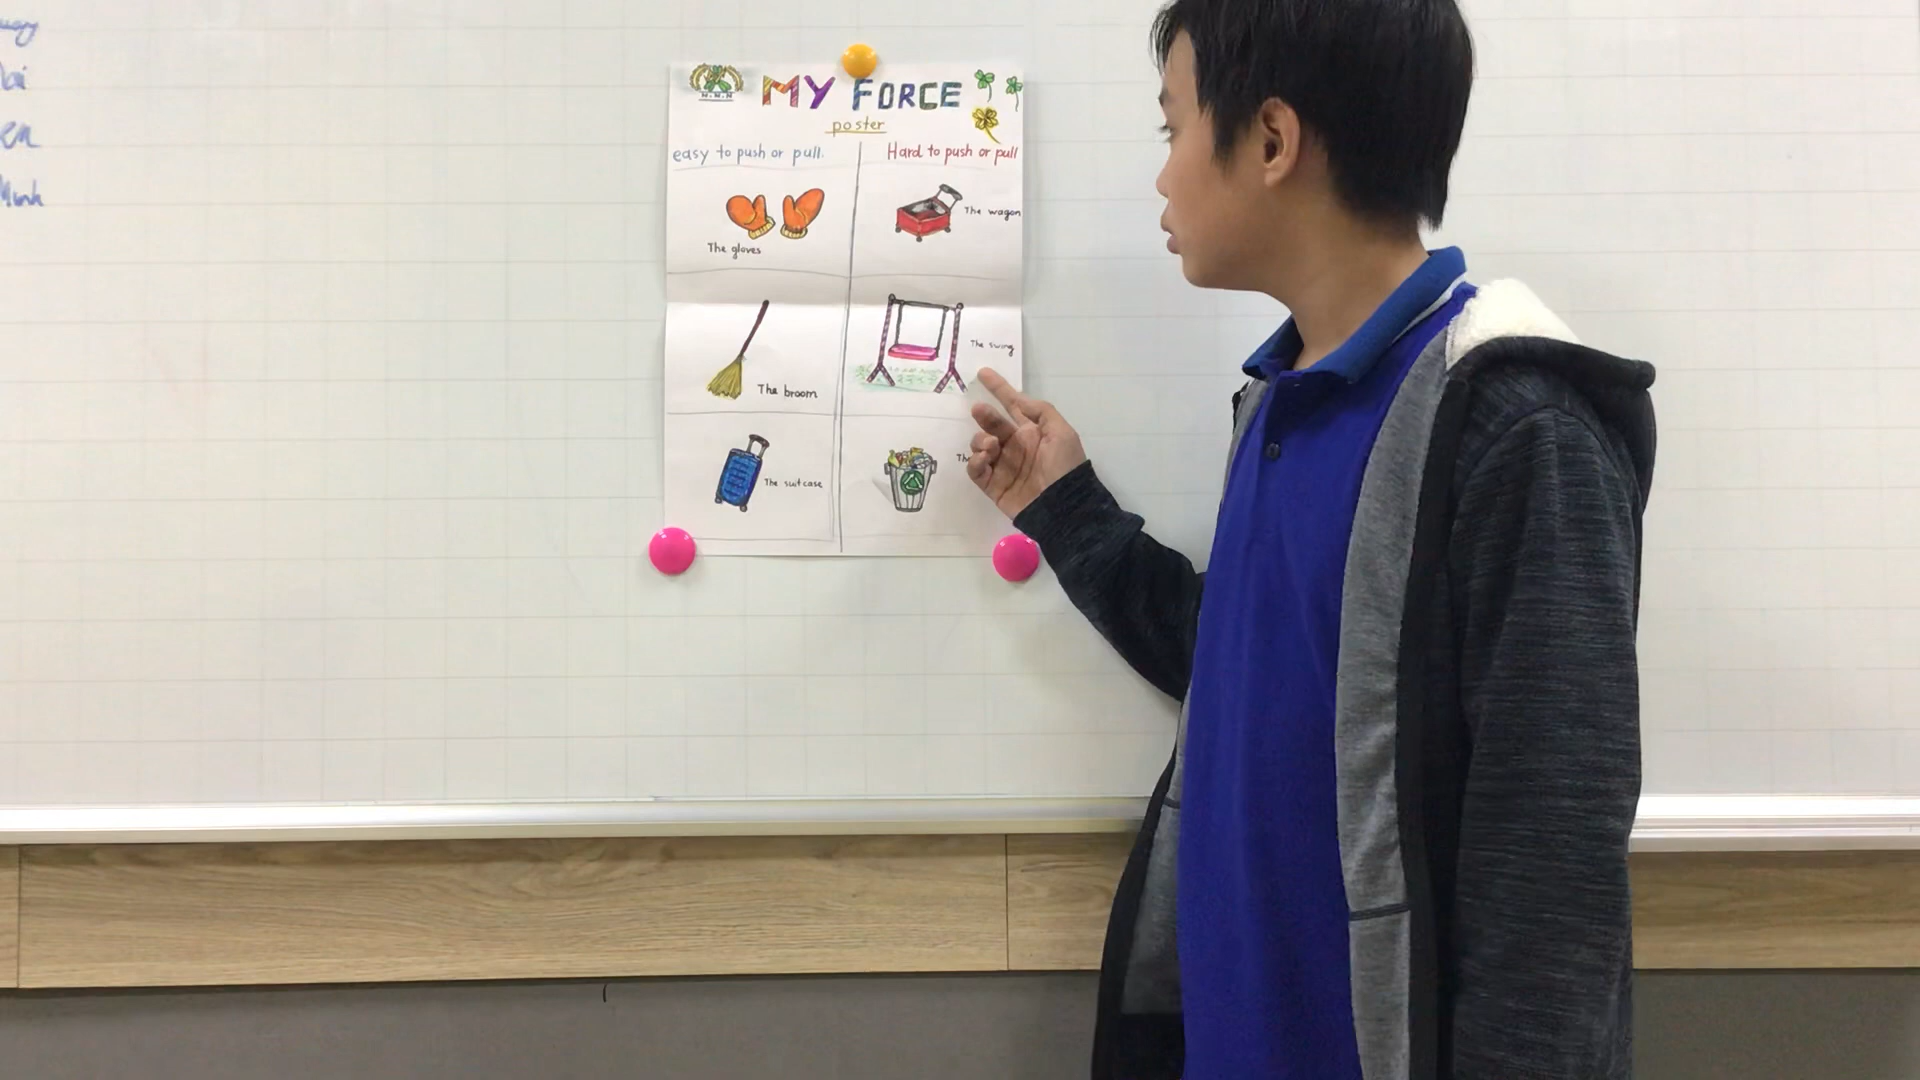 N.N.N
MY FORCE
poster
easy to push or pull.
Hard to push or pull
The gloves
The wagon
The broom
The swing
The suitcase
Minh